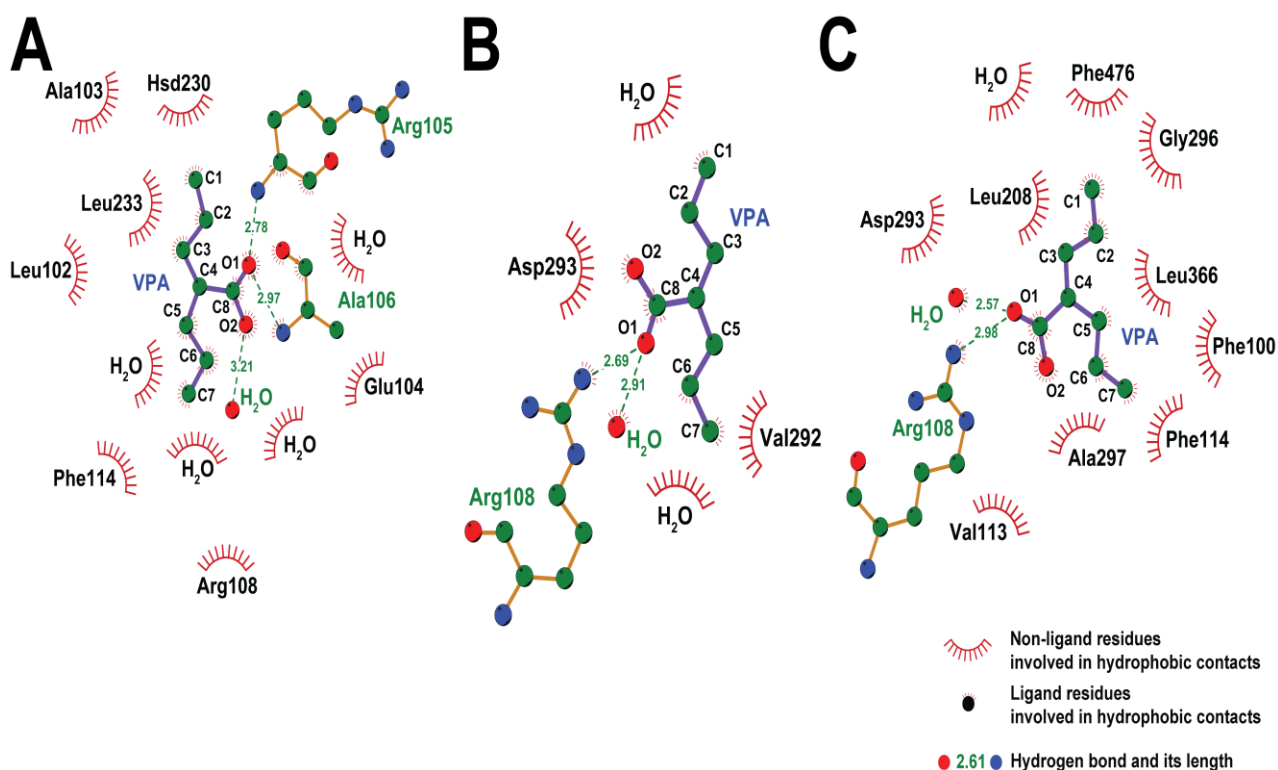 A
Ala103
Hsd230
Arg105
C1
Leu233
C2
2.78
C3
O1
H2O
Leu102
VPA
C4
2.97
Ala106
C8
C5
O2
H2O
C6
3.21
Glu104
C7
H2O
H2O
Phe114
H2O
Arg108
B
H2O
C1
C2
VPA
C3
Asp293
O2
C4
C8
O1
C5
2.69
2.91
C6
C7
H2O
Val292
Arg108
H2O
C
H2O
Phe476
Gly296
Leu208
C1
Asp293
C3
C2
Leu366
C4
O1
2.57
H2O
2.98
C5
VPA
Phe100
C8
C6
O2
C7
Arg108
Ala297
Phe114
Val113
Non-ligand residues
involved in hydrophobic contacts
Ligand residues
involved in hydrophobic contacts
2.61 Hydrogen bond and its length